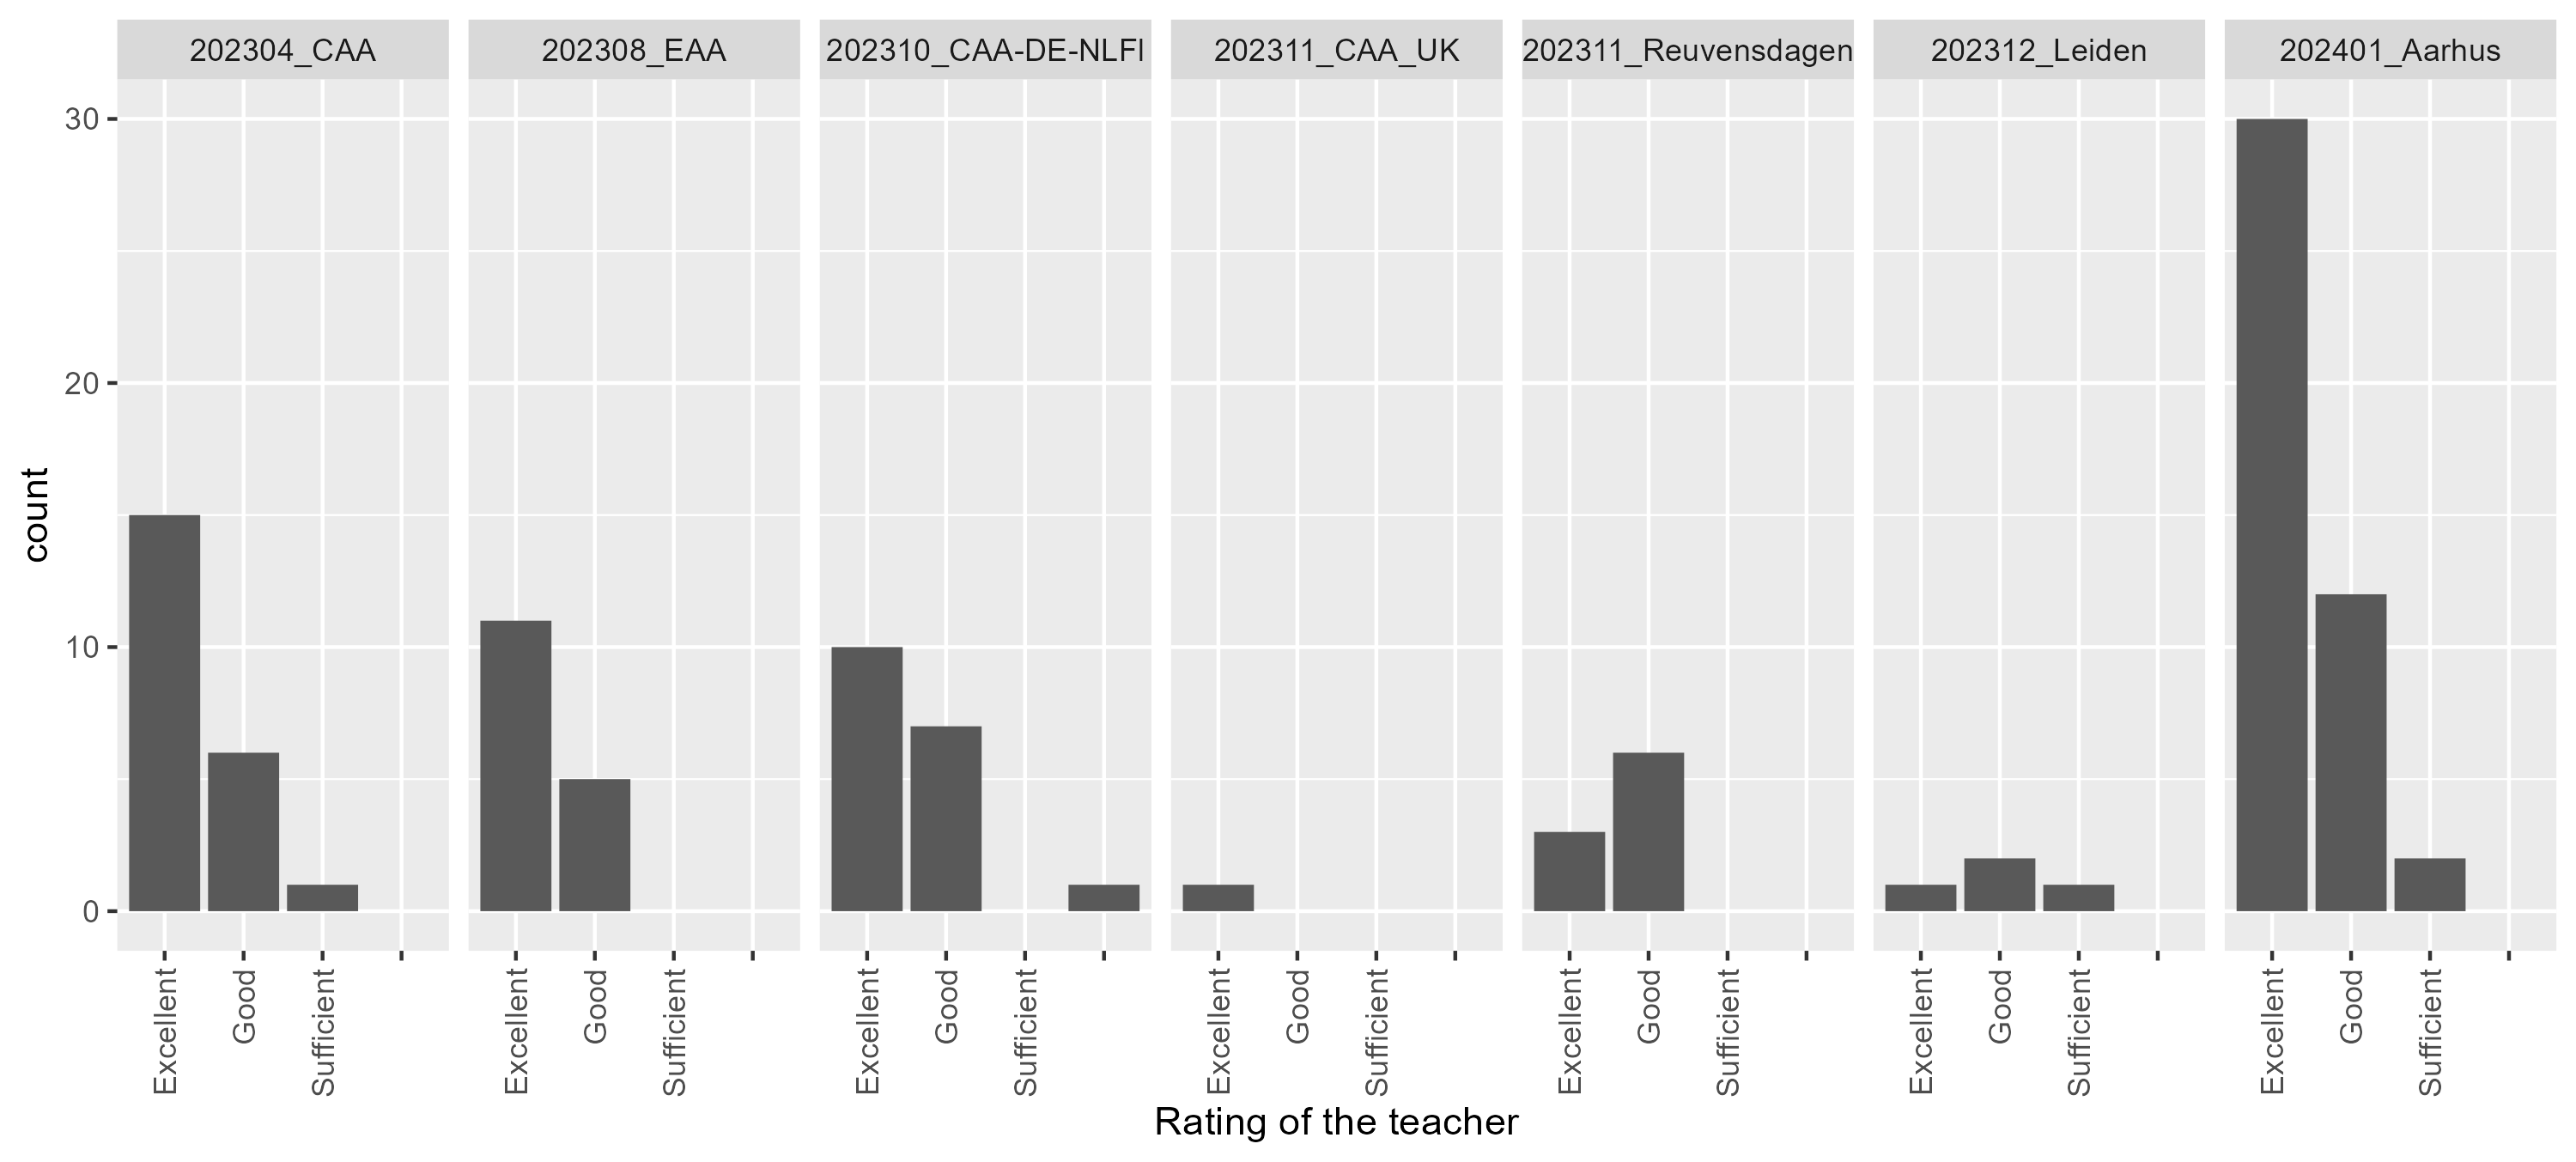 202304_CAA
202308_EAA
202310_CAA-DE-NLFI
202311_CAA_UK
202311_Reuvensdagen
202312_Leiden
202401_Aarhus
30
20
10
0
count
Excellent
Good
Sufficient
Excellent
Good
Sufficient
Excellent
Good
Sufficient
Excellent
Good
Sufficient
Excellent
Good
Sufficient
Excellent
Good
Sufficient
Excellent
Good
Sufficient
Rating of the teacher